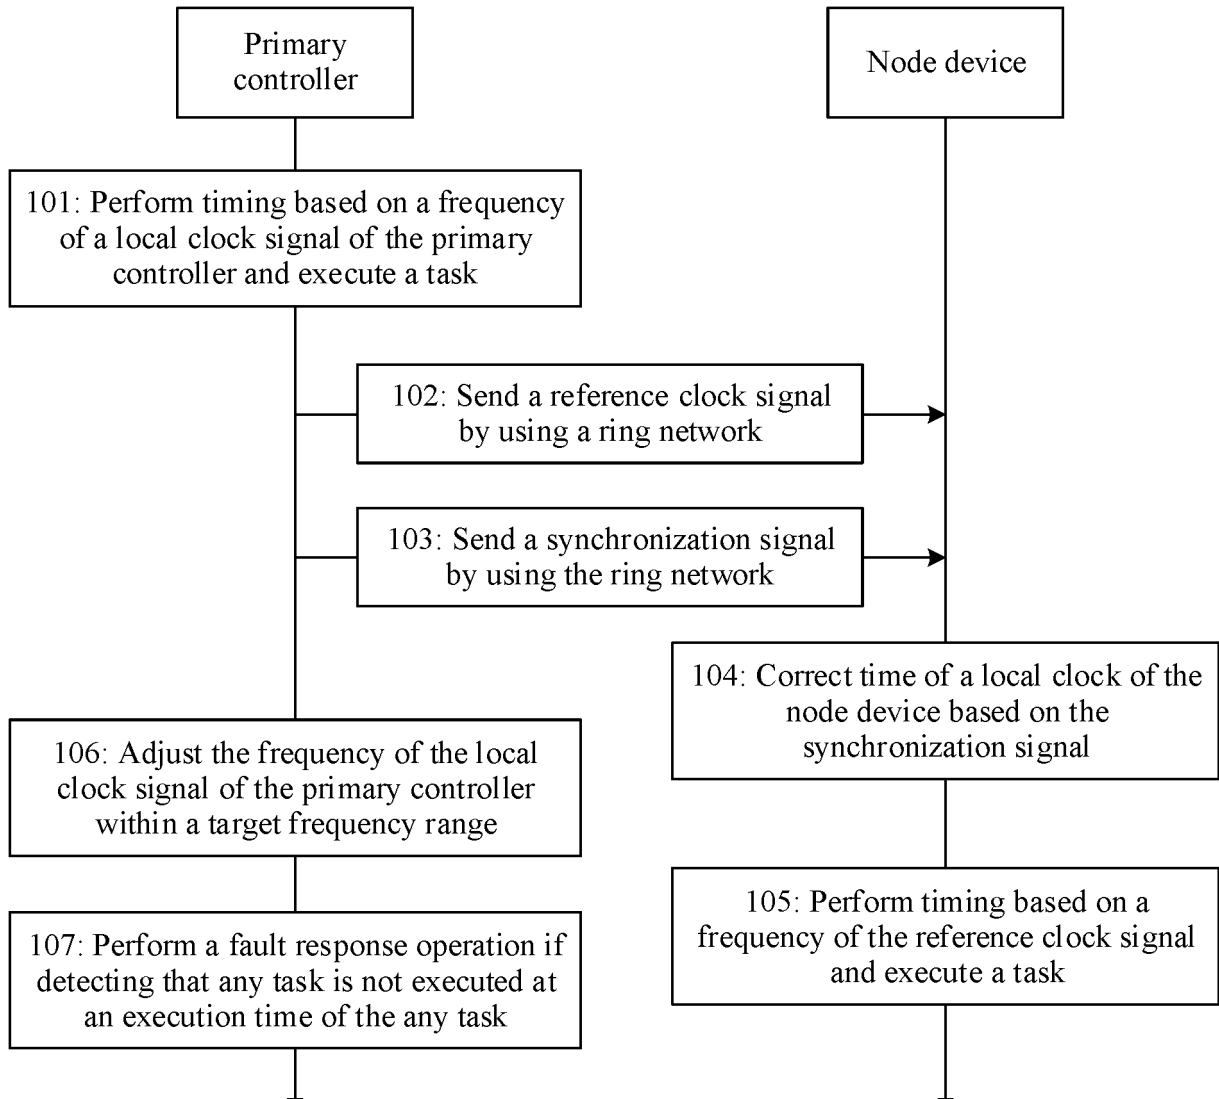 Primary
controller
Node device
101: Perform timing based on a frequency
of a local clock signal of the primary
controller and execute a task
102: Send a reference clock signal
by using a ring network
103: Send a synchronization signal
by using the ring network
104: Correct time of a local clock of the
node device based on the
synchronization signal
106: Adjust the frequency of the local
clock signal of the primary controller
within a target frequency range
105: Perform timing based on a
frequency of the reference clock signal
and execute a task
107: Perform a fault response operation if
detecting that any task is not executed at
an execution time of the any task